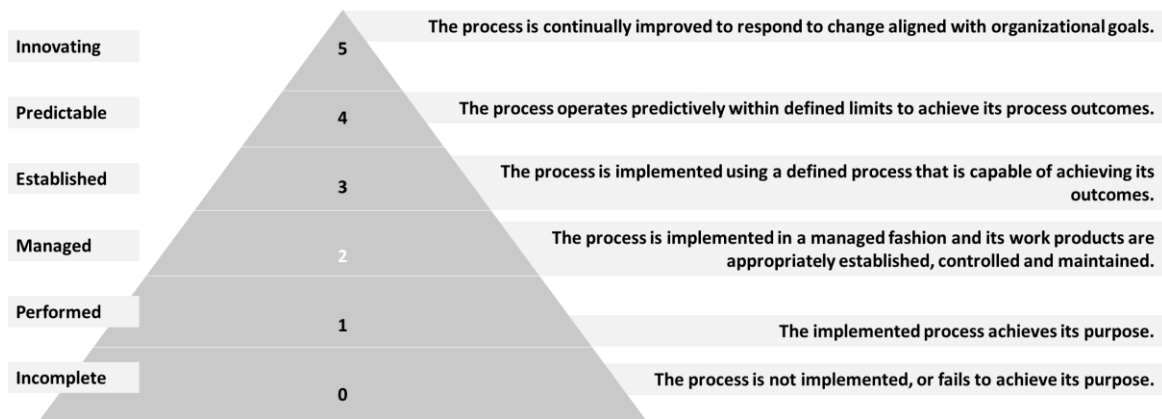 Innovating
5
The process is continually improved to respond to change aligned with organizational goals.
Predictable
4
The process operates predictively within defined limits to achieve its process outcomes.
Established
3
The process is implemented using a defined process that is capable of achieving its
outcomes.
Managed
2
The process is implemented in a managed fashion and its work products are
appropriately established, controlled and maintained.
Performed
1
The implemented process achieves its purpose.
Incomplete
0
The process is not implemented, or fails to achieve its purpose.